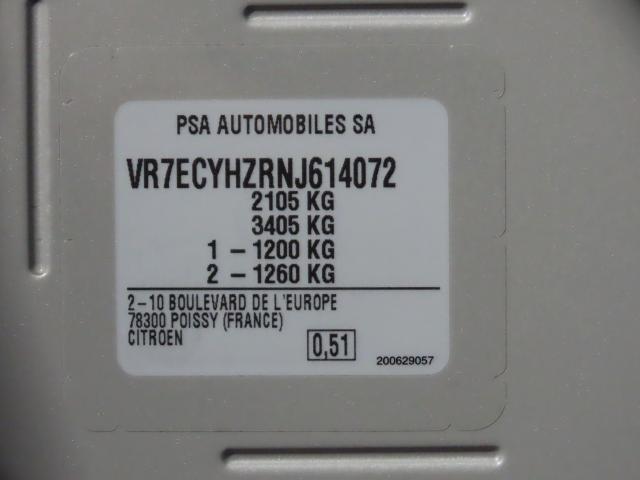 PSA AUTOMOBILES SA
VR7ECYHZRNJ614072
2105 KG
3405 KG
1 – 1200 KG
2 – 1260 KG
2–10 BOULEVARD DE L'EUROPE
78300 POISSY (FRANCE)
CITROEN
0,51
200629057